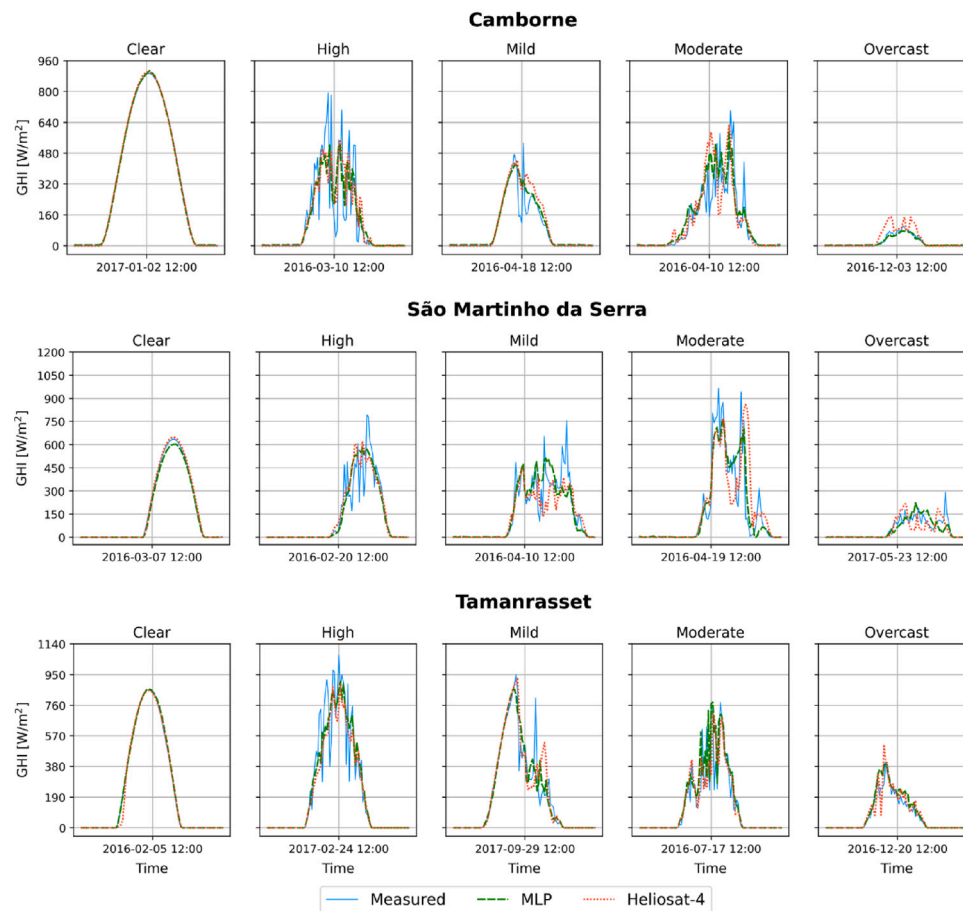 Camborne
Clear High Mild Moderate Overcast
960
800
640
480
320
160
0
GHI [W/m²]
2017-01-02 12:00 2016-03-10 12:00 2016-04-18 12:00 2016-04-10 12:00 2016-12-03 12:00
São Martinho da Serra
Clear High Mild Moderate Overcast
1200
1050
900
750
600
450
300
150
0
GHI [W/m²]
2016-03-07 12:00 2016-02-20 12:00 2016-04-10 12:00 2016-04-19 12:00 2017-05-23 12:00
Tamanrasset
Clear High Mild Moderate Overcast
1140
950
760
570
380
190
0
GHI [W/m²]
2016-02-05 12:00 2017-02-24 12:00 2017-09-29 12:00 2016-07-17 12:00 2016-12-20 12:00
Time Time Time Time Time
Measured MLP Heliosat-4